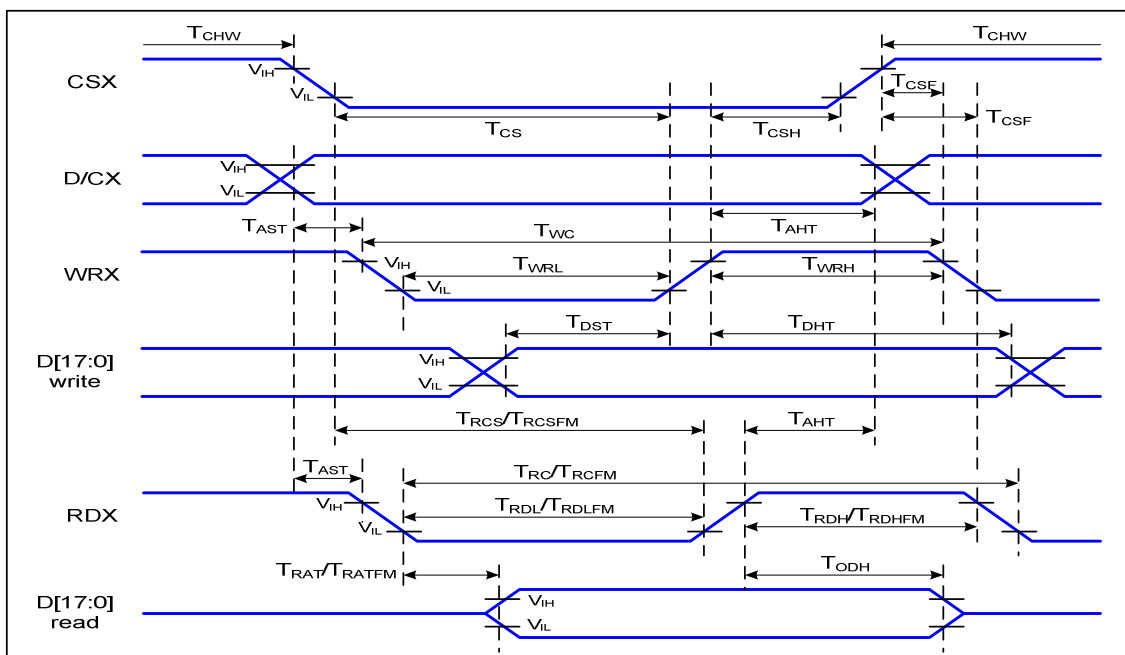 TCHW TCHW
CSX VIH VIL
TCSF
TCS TCSH TCSF
D/CX VIH VIL
TAST TWC TAHT
WRX VIH VIL TWRL TWRH
TDST TDHT
D[17:0] write VIH VIL
TRCS/TRCSFM TAHT
TAST TRC/TRCFM
RDX VIH VIL TRDL/TRDLFM TRDH/TRDHFM
TRAT/TRATFM TODH
D[17:0] read VIH VIL